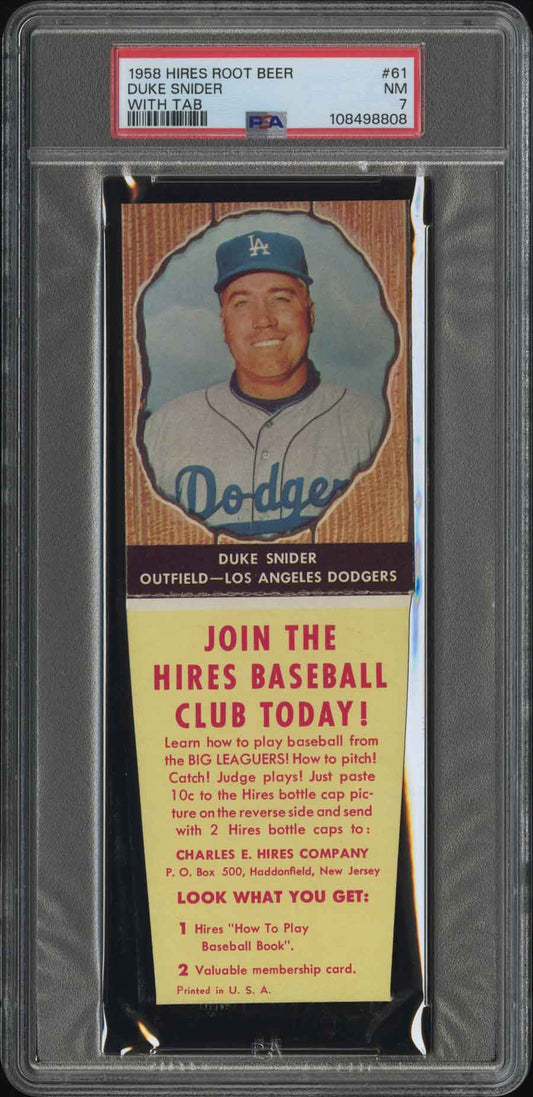 1958 HIRES ROOT BEER #61
DUKE SNIDER NM
WITH TAB 7
PSA 108498808
LA
Dodge
DUKE SNIDER
OUTFIELD—LOS ANGELES DODGERS
JOIN THE
HIRES BASEBALL
CLUB TODAY!
Learn how to play baseball from
the BIG LEAGUERS! How to pitch!
Catch! Judge plays! Just paste
10c to the Hires bottle cap pic-
ture on the reverse side and send
with 2 Hires bottle caps to:
CHARLES E. HIRES COMPANY
P. O. Box 500, Haddonfield, New Jersey
LOOK WHAT YOU GET:
1 Hires "How To Play
Baseball Book".
2 Valuable membership card.
Printed in U. S. A.
PSA